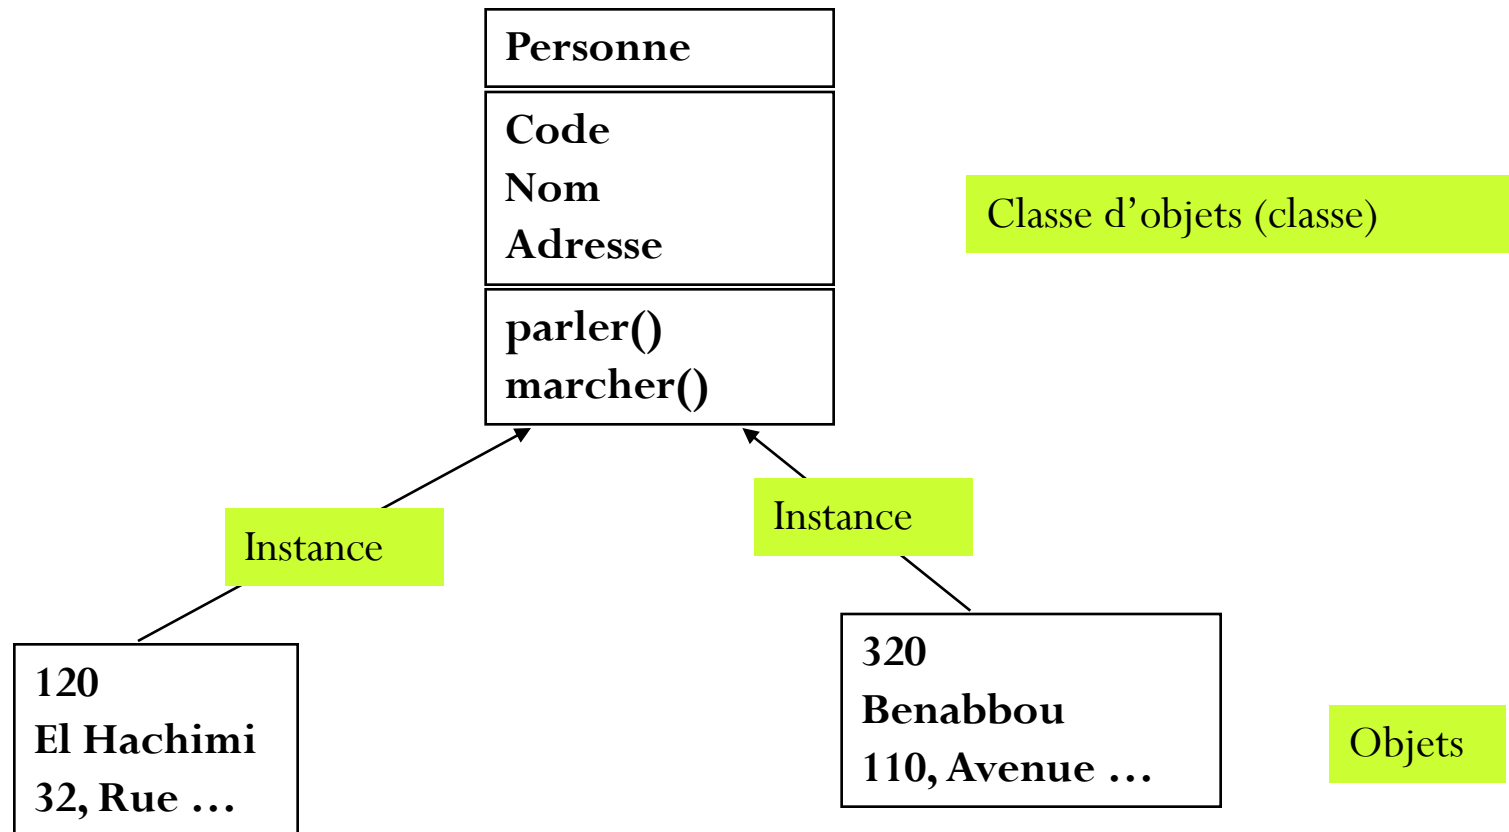 Personne
Code
Nom
Adresse
Classe d’objets (classe)
parler()
marcher()
Instance
Instance
120
El Hachimi
32, Rue …
320
Benabbou
110, Avenue …
Objets